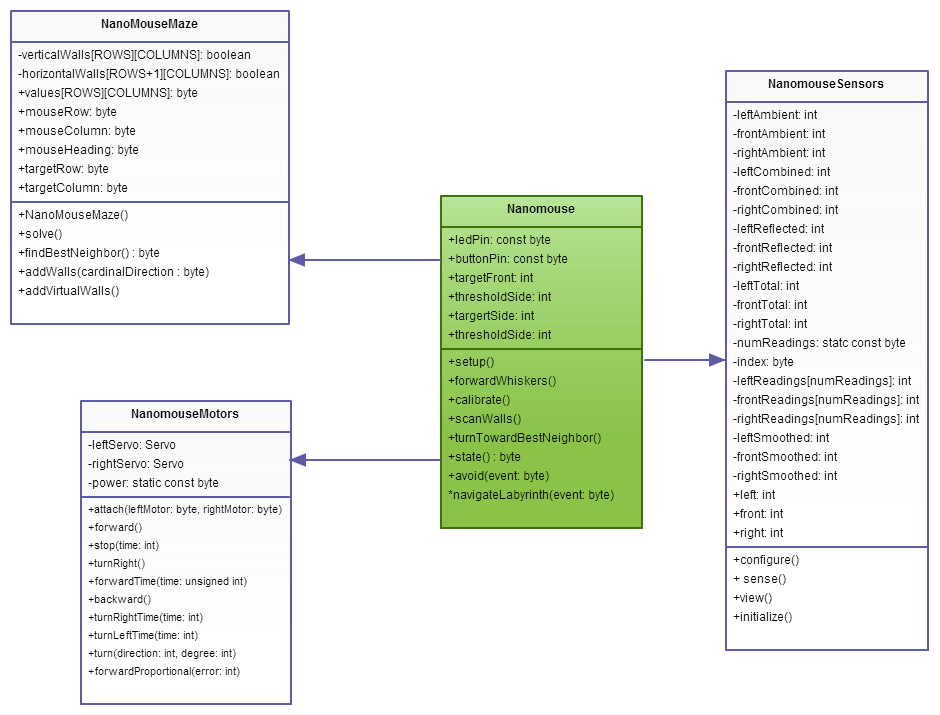 NanoMouseMaze
-verticalWalls[ROWS][COLUMNS]: boolean
-horizontalWalls[ROWS+1][COLUMNS]: boolean
+values[ROWS][COLUMNS]: byte
+mouseRow: byte
+mouseColumn: byte
+mouseHeading: byte
+targetRow: byte
+targetColumn: byte
+NanoMouseMaze()
+solve()
+findBestNeighbor() : byte
+addWalls(cardinalDirection : byte)
+addVirtualWalls()
NanomouseMotors
-leftServo: Servo
-rightServo: Servo
-power: static const byte
+attach(leftMotor: byte, rightMotor: byte)
+forward()
+stop(time: int)
+turnRight()
+forwardTime(time: unsigned int)
+backward()
+turnRightTime(time: int)
+turnLeftTime(time: int)
+turn(direction: int, degree: int)
+forwardProportional(error: int)
Nanomouse
+ledPin: const byte
+buttonPin: const byte
+targetFront: int
+thresholdSide: int
+targertSide: int
+thresholdSide: int
+setup()
+forwardWhiskers()
+calibrate()
+scanWalls()
+turnTowardBestNeighbor()
+state() : byte
+avoid(event: byte)
*navigateLabyrinth(event: byte)
NanomouseSensors
-leftAmbient: int
-frontAmbient: int
-rightAmbient: int
-leftCombined: int
-frontCombined: int
-rightCombined: int
-leftReflected: int
-frontReflected: int
-rightReflected: int
-leftTotal: int
-frontTotal: int
-rightTotal: int
-numReadings: statc const byte
-index: byte
-leftReadings[numReadings]: int
-frontReadings[numReadings]: int
-rightReadings[numReadings]: int
-leftSmoothed: int
-frontSmoothed: int
-rightSmoothed: int
+left: int
+front: int
+right: int
+configure()
+ sense()
+view()
+initialize()